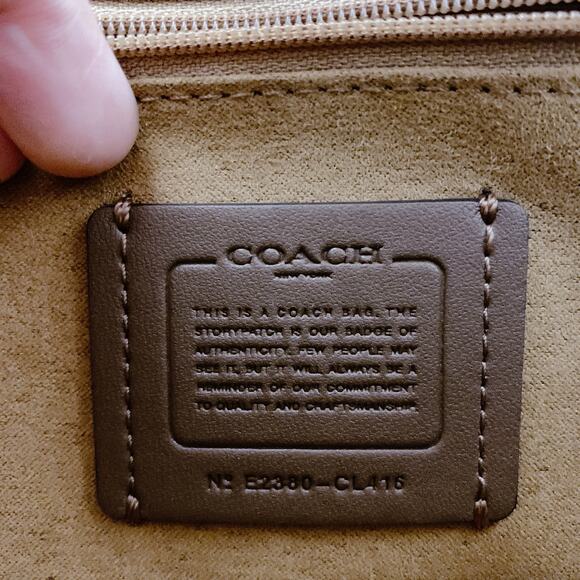 COACH
NEW YORK
THIS IS A COACH BAG. THE
STORYPATCH IS OUR BADGE OF
AUTHENTICITY. FEW PEOPLE MAY
SEE IT, BUT IT WILL ALWAYS BE A
REMINDER OF OUR COMMITMENT
TO QUALITY AND CRAFTSMANSHIP.
Nº E2380-CL416